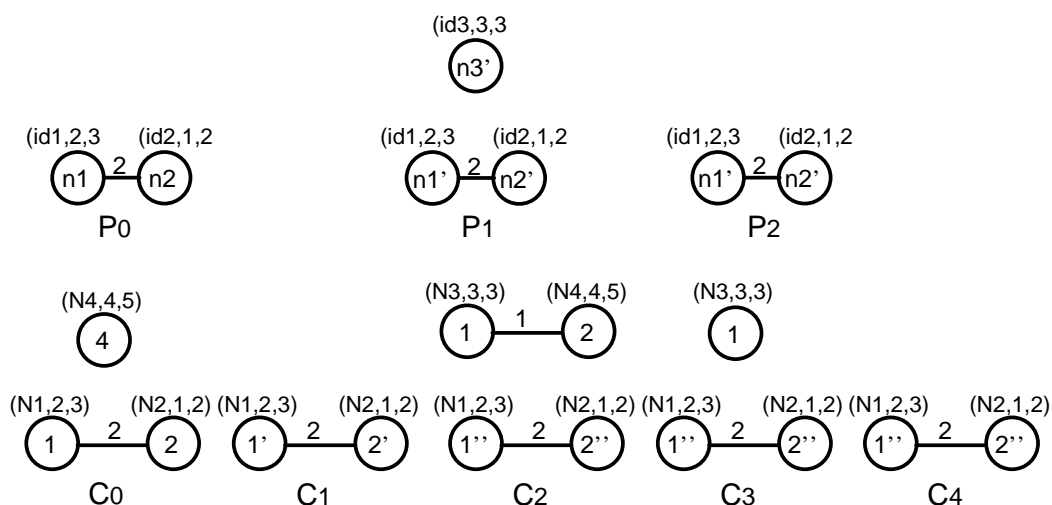 (id3,3,3
n3’
(id1,2,3 (id2,1,2 (id1,2,3 (id2,1,2 (id1,2,3 (id2,1,2
n1 2 n2 n1’ 2 n2’ n1’ 2 n2’
P0 P1 P2
(N4,4,5) (N3,3,3) (N4,4,5) (N3,3,3)
4 1 1 2 1
(N1,2,3) (N2,1,2) (N1,2,3) (N2,1,2) (N1,2,3) (N2,1,2) (N1,2,3) (N2,1,2) (N1,2,3) (N2,1,2)
1 2 2 1’ 2 2’ 1’’ 2 2’’ 1’’ 2 2’’ 1’’ 2 2’’
C0 C1 C2 C3 C4